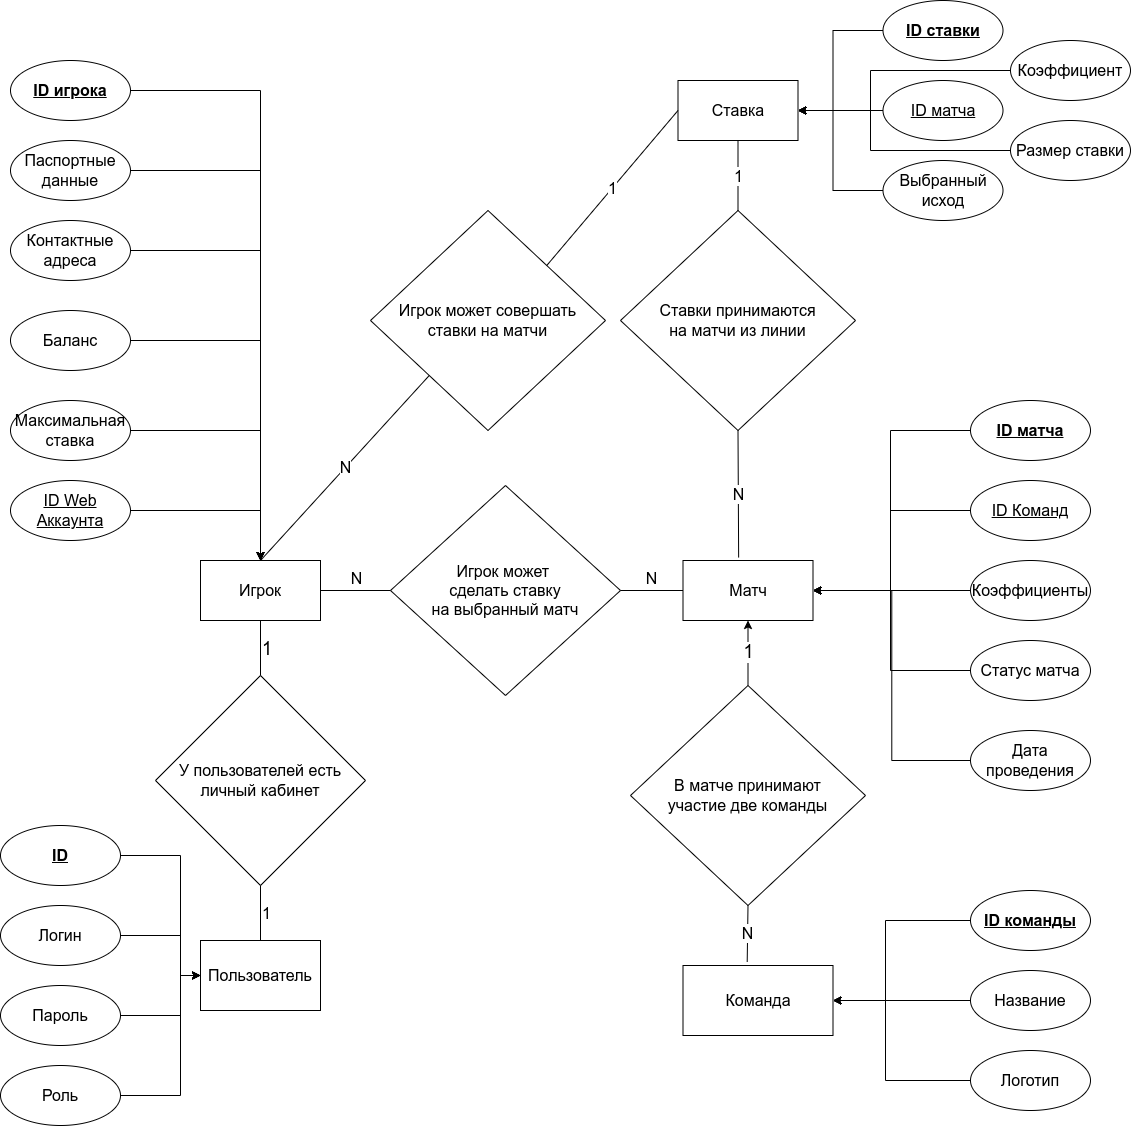 ID ставки
Коэффициент
ID матча
Размер ставки
Выбранный
исход
Ставка
ID игрока
Паспортные
данные
Контактные
адреса
Баланс
Максимальная
ставка
ID Web
Аккаунта
1
1
Игрок может совершать
ставки на матчи
Ставки принимаются
на матчи из линии
N
N
Игрок
N
Игрок может
сделать ставку
на выбранный матч
N
Матч
ID матча
ID Команд
Коэффициенты
Статус матча
Дата
проведения
1
1
У пользователей есть
личный кабинет
В матче принимают
участие две команды
1
N
ID
Логин
Пароль
Роль
Пользователь
Команда
ID команды
Название
Логотип